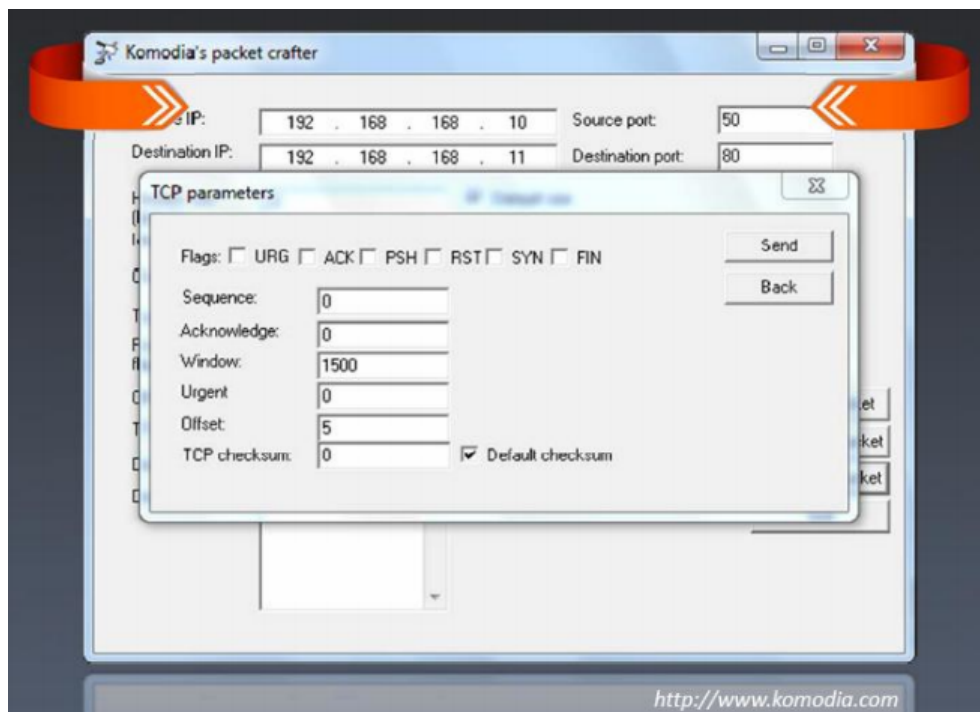 Komodia's packet crafter
IP:
192 . 168 . 168 . 10
Source port:
50
Destination IP:
192 . 168 . 168 . 11
Destination port:
80
TCP parameters
Flags: URG ACK PSH RST SYN FIN
Send
Back
Sequence:
0
Acknowledge:
0
Window:
1500
Urgent
0
Offset:
5
TCP checksum:
0
Default checksum
http://www.komodia.com